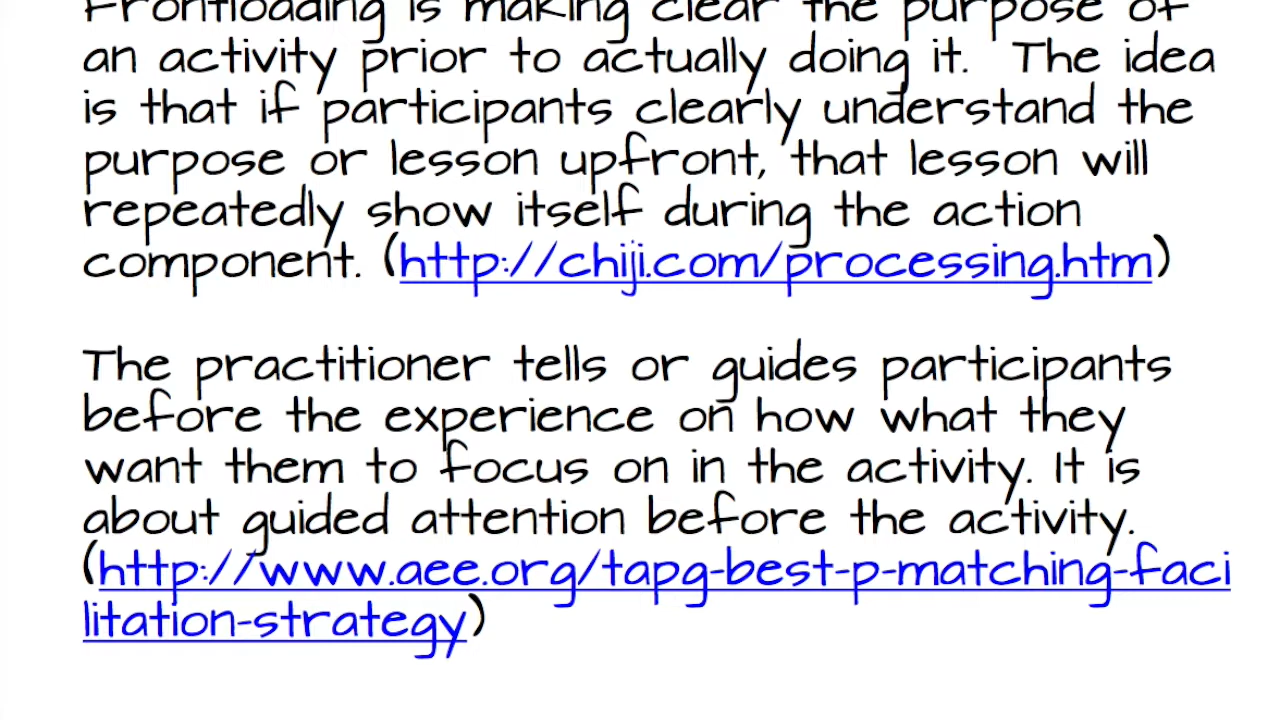 Frontloading is making clear the purpose of
an activity prior to actually doing it.  The idea
is that if participants clearly understand the
purpose or lesson upfront, that lesson will
repeatedly show itself during the action
component. (http://chiji.com/processing.htm)
The practitioner tells or guides participants
before the experience on how what they
want them to focus on in the activity. It is
about guided attention before the activity.
(http://www.aee.org/tapg-best-p-matching-faci
litation-strategy)